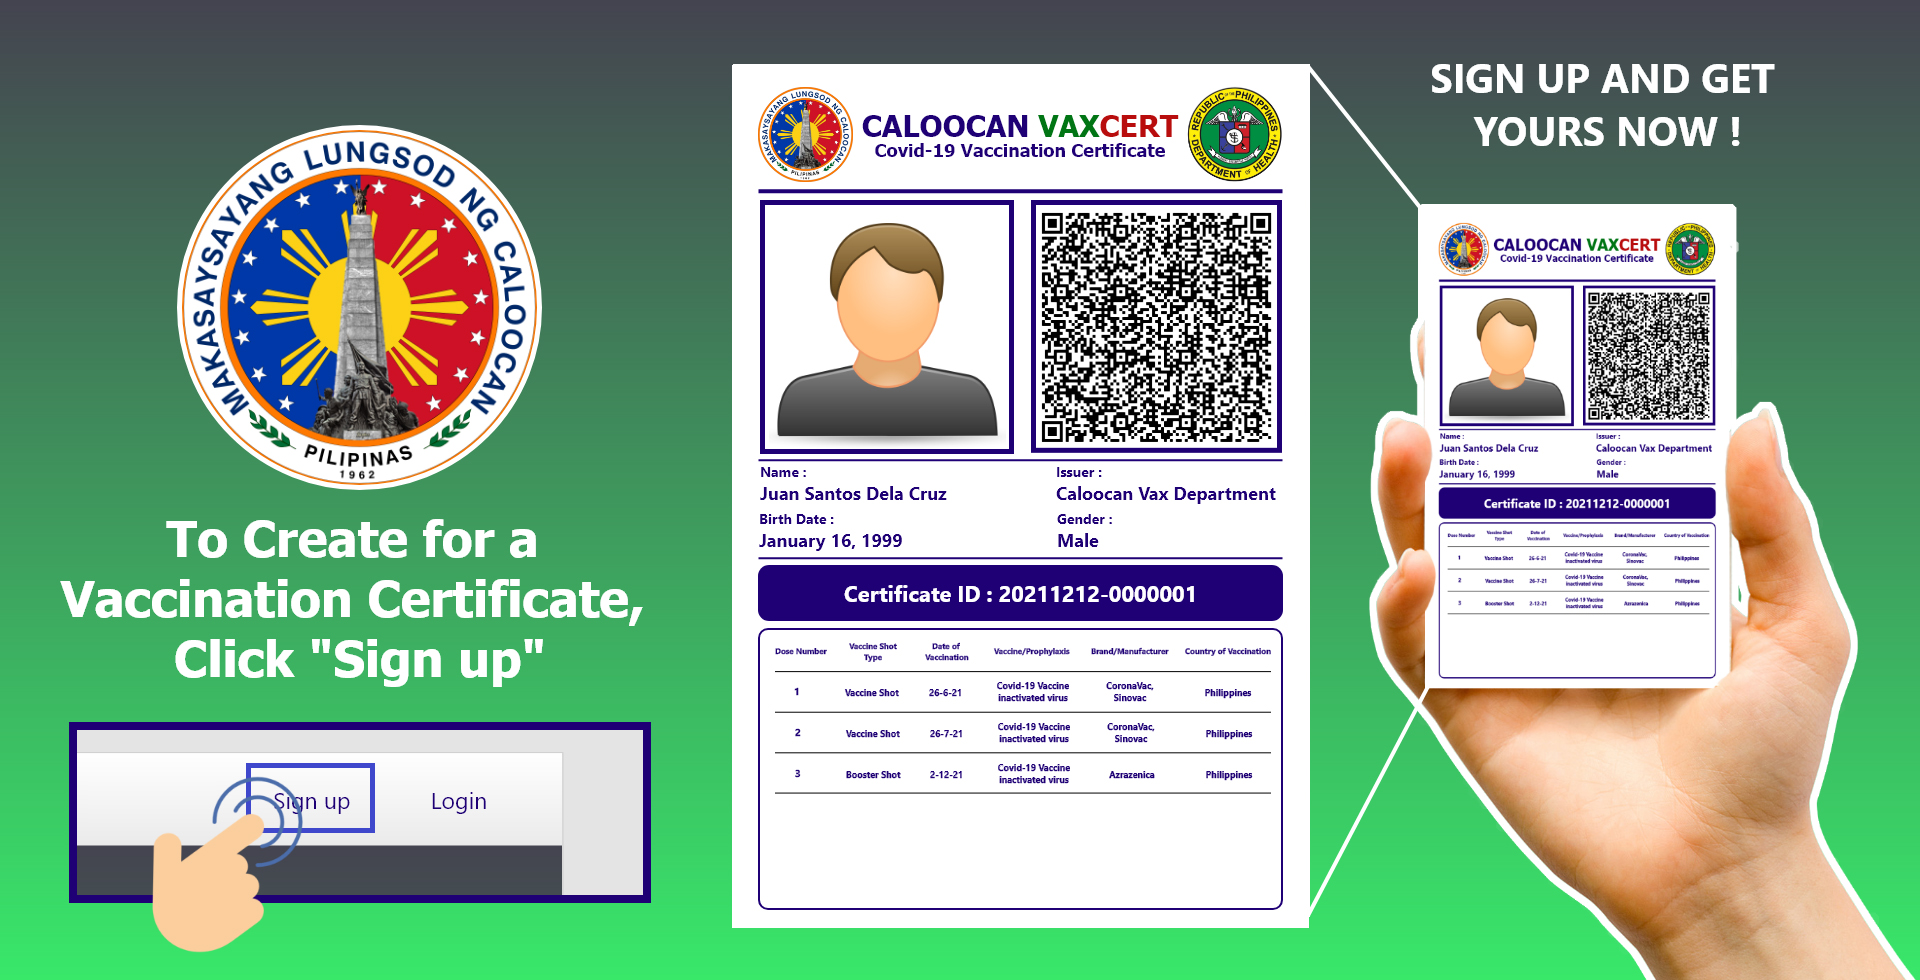 MAKASAYSAYANG LUNGSOD NG CALOOCAN
PILIPINAS
1962
To Create for a
Vaccination Certificate,
Click "Sign up"
Sign up
Login
MAKASAYSAYANG LUNGSOD NG CALOOCAN
PILIPINAS
CALOOCAN VAXCERT
Covid-19 Vaccination Certificate
REPUBLIC OF THE PHILIPPINES
DEPARTMENT OF HEALTH
Name :
Issuer :
Juan Santos Dela Cruz
Caloocan Vax Department
Birth Date :
Gender :
January 16, 1999
Male
Certificate ID : 20211212-0000001
Dose Number Vaccine Shot Type Date of Vaccination Vaccine/Prophylaxis Brand/Manufacturer Country of Vaccination
1 Vaccine Shot 26-6-21 Covid-19 Vaccine inactivated virus CoronaVac, Sinovac Philippines
2 Vaccine Shot 26-7-21 Covid-19 Vaccine inactivated virus CoronaVac, Sinovac Philippines
3 Booster Shot 2-12-21 Covid-19 Vaccine inactivated virus Azrazenica Philippines
SIGN UP AND GET
YOURS NOW !
CALOOCAN VAXCERT
Covid-19 Vaccination Certificate
Name :
Issuer :
Juan Santos Dela Cruz
Caloocan Vax Department
Birth Date :
Gender :
January 16, 1999
Male
Certificate ID : 20211212-0000001
Dose Number Vaccine Shot Type Date of Vaccination Vaccine/Prophylaxis Brand/Manufacturer Country of Vaccination
1 Vaccine Shot 26-6-21 Covid-19 Vaccine inactivated virus CoronaVac, Sinovac Philippines
2 Vaccine Shot 26-7-21 Covid-19 Vaccine inactivated virus CoronaVac, Sinovac Philippines
3 Booster Shot 2-12-21 Covid-19 Vaccine inactivated virus Azrazenica Philippines